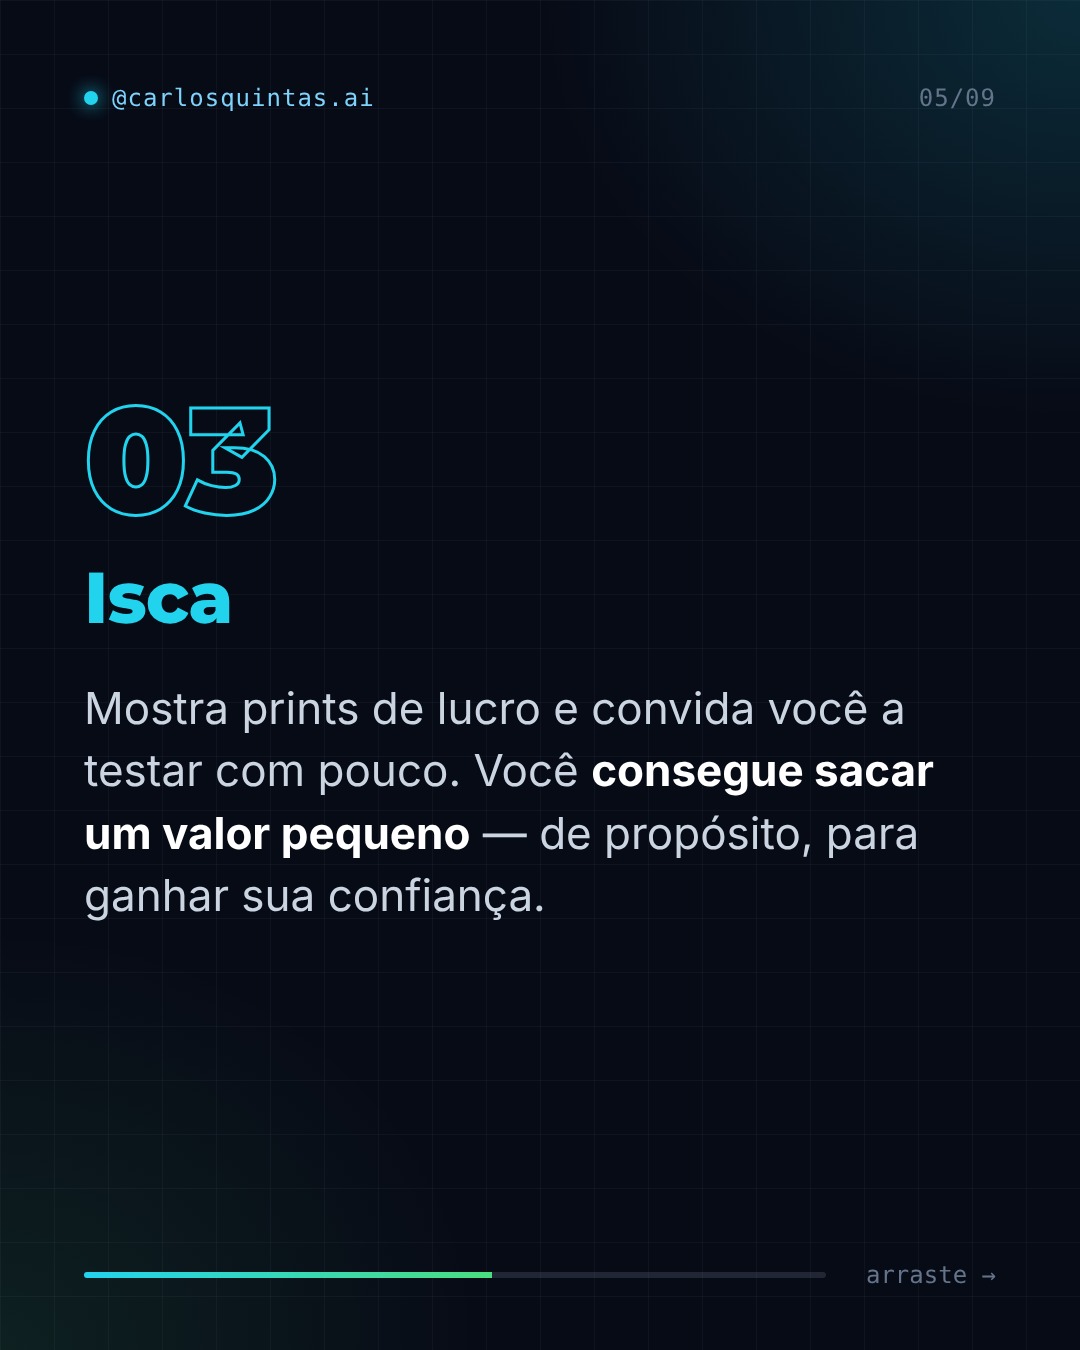 @carlosquintas.ai
05/09
03
Isca
Mostra prints de lucro e convida você a
testar com pouco. Você consegue sacar
um valor pequeno — de propósito, para
ganhar sua confiança.
arraste →